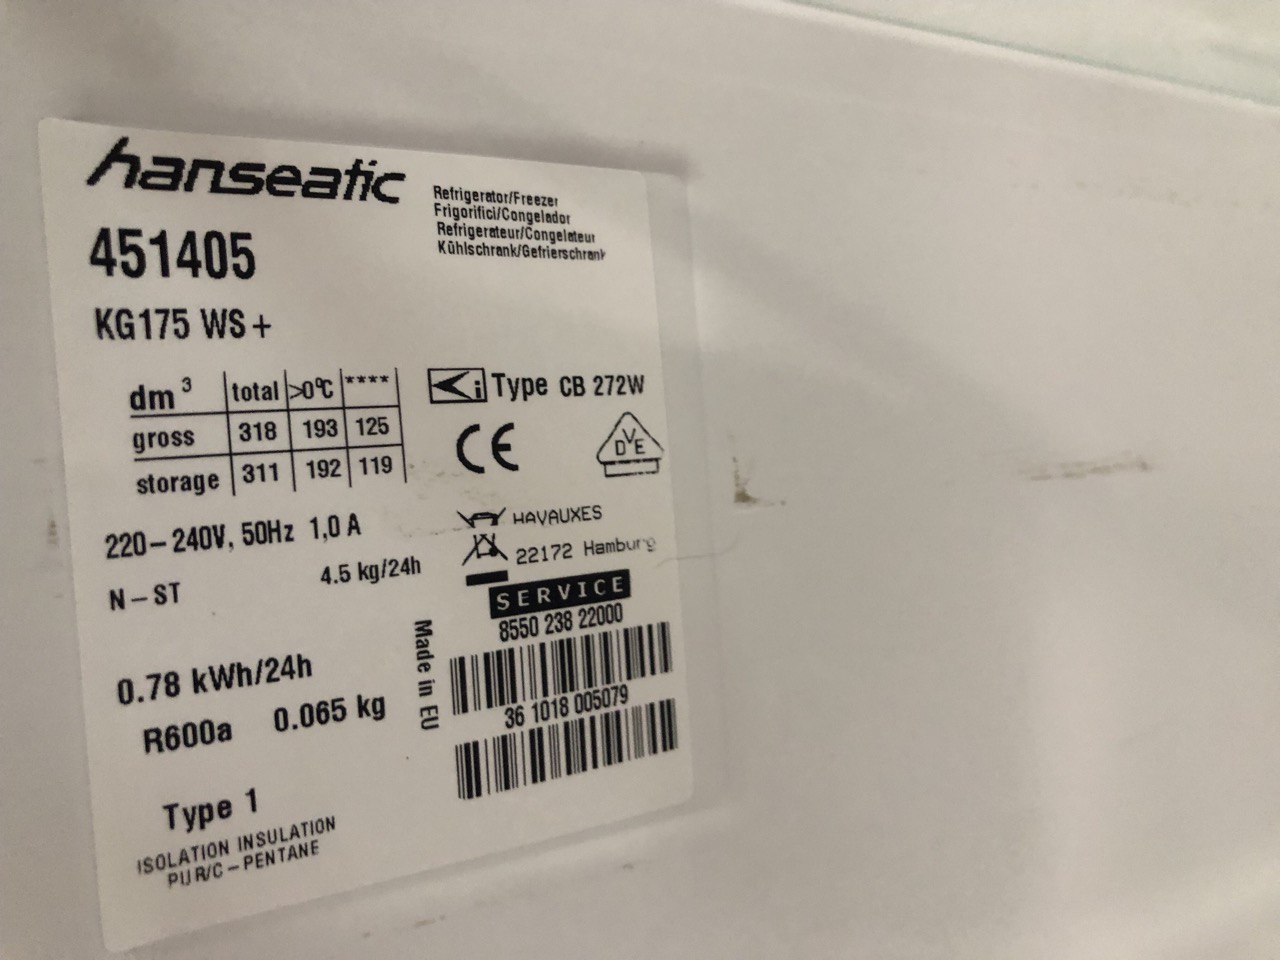 hanseatic
Refrigerator/Freezer
Frigorifici/Congelador
Refrigerateur/Congelateur
Kühlschrank/Gefrierschrank
451405
KG175 WS+
dm³ total >0°C ****
gross 318 193 125
storage 311 192 119
i Type CB 272W
CE
DVE
220-240V, 50Hz 1,0 A
N-ST
4.5 kg/24h
HAVAUXES
22172 Hamburg
SERVICE
8550 238 22000
36 1018 005079
Made in EU
0.78 kWh/24h
R600a 0.065 kg
Type 1
ISOLATION INSULATION
PUR/C-PENTANE